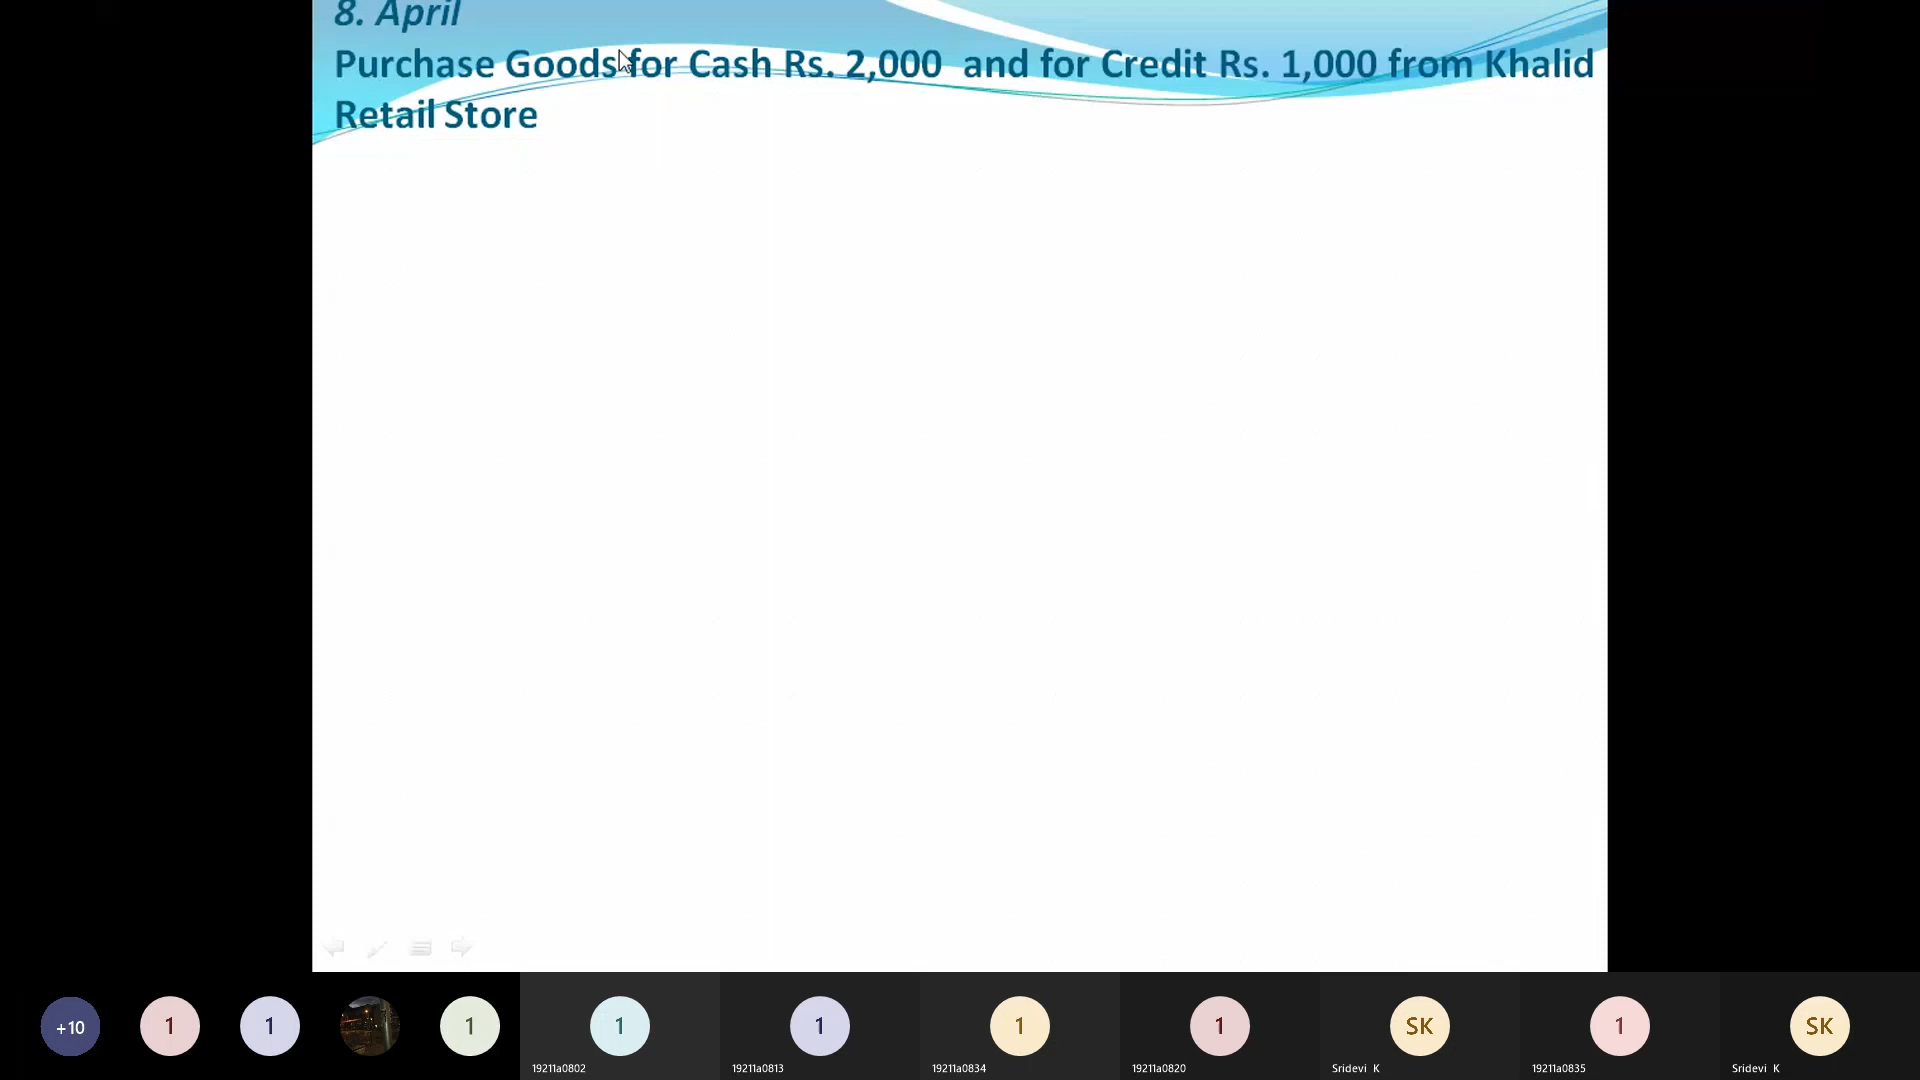 8. April
Purchase Goods for Cash Rs. 2,000 and for Credit Rs. 1,000 from Khalid
Retail Store
+10
1
1
1
1
1
1
1
SK
1
SK
19211a0802
19211a0813
19211a0834
19211a0820
Sridevi K
19211a0835
Sridevi K